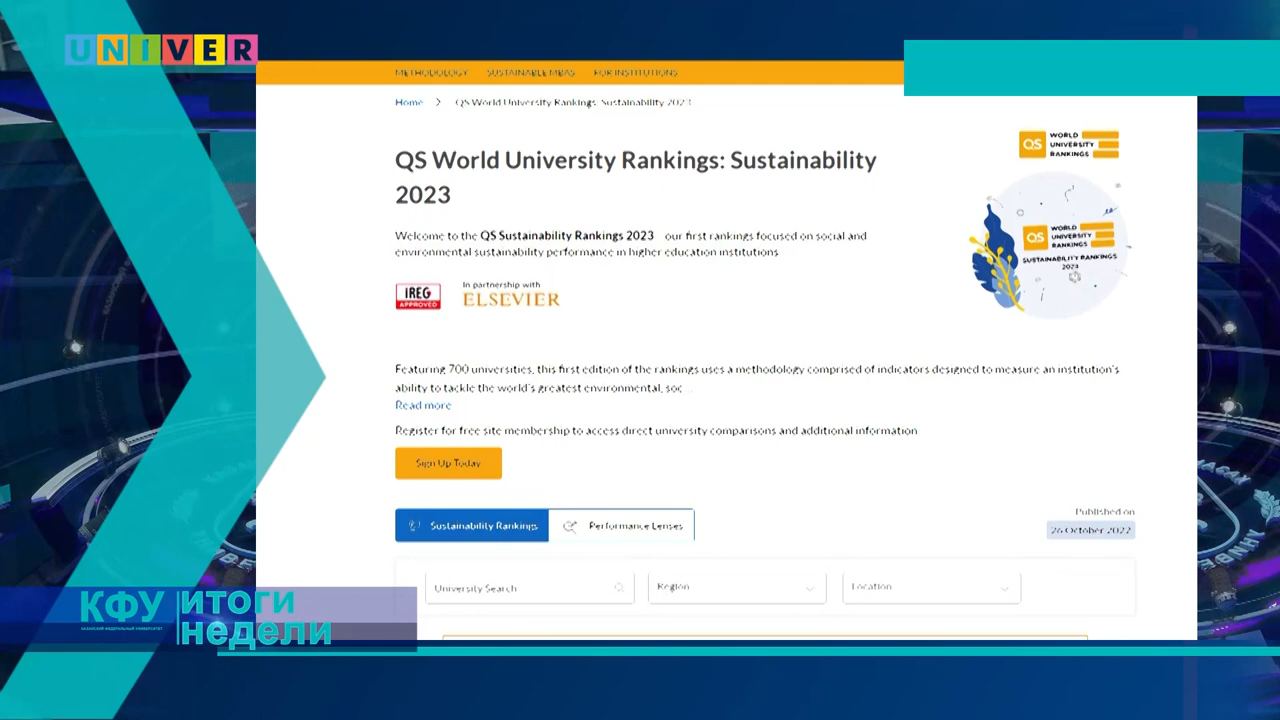 UNIVER
METHODOLOGY SUSTAINABLE MBAS FOR INSTITUTIONS
Home > QS World University Rankings: Sustainability 2023
QS World University Rankings: Sustainability
2023
QS WORLD
UNIVERSITY
RANKINGS
Welcome to the QS Sustainability Rankings 2023 our first rankings focused on social and
environmental sustainability performance in higher education institutions
QS WORLD
UNIVERSITY
RANKINGS
SUSTAINABILITY RANKINGS
2023
IREG
APPROVED
In partnership with
ELSEVIER
Featuring 700 universities, this first edition of the rankings uses a methodology comprised of indicators designed to measure an institution's
ability to tackle the world's greatest environmental, soc...
Read more
Register for free site membership to access direct university comparisons and additional information
Sign Up Today
Sustainability Rankings
Performance Lenses
Published on
26 October 2022
University Search
Region
Location
КФУ
КАЗАНСКИЙ ФЕДЕРАЛЬНЫЙ УНИВЕРСИТЕТ
ИТОГИ
НЕДЕЛИ